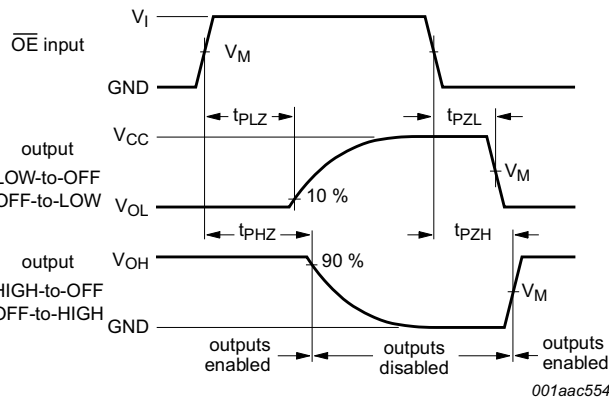 V_I
OE input
V_M
GND
t_PLZ
t_PZL
V_CC
output
LOW-to-OFF
OFF-to-LOW
V_M
10 %
V_OL
t_PHZ
t_PZH
V_OH
output
HIGH-to-OFF
OFF-to-HIGH
90 %
V_M
GND
outputs enabled
outputs disabled
outputs enabled
001aac554